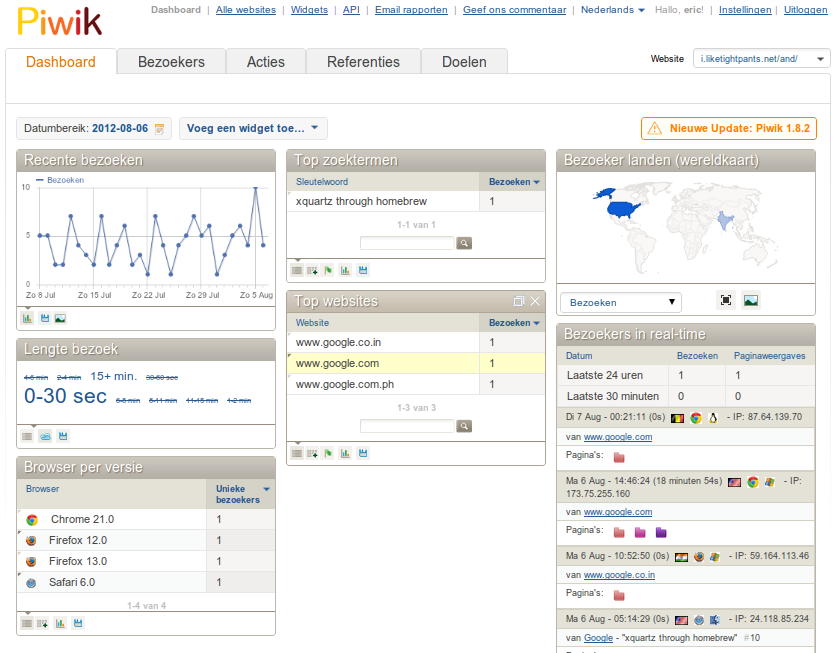 Piwik
Dashboard | Alle websites | Widgets | API | Email rapporten | Geef ons commentaar | Nederlands Hallo, eric! | Instellingen | Uitloggen
Dashboard Bezoekers Acties Referenties Doelen
Website i.liketightpants.net/and/
Datumbereik: 2012-08-06
Voeg een widget toe...
Nieuwe Update: Piwik 1.8.2
Recente bezoeken
Bezoeken
10
5
0
Zo 8 Jul Zo 15 Jul Zo 22 Jul Zo 29 Jul Zo 5 Aug
Lengte bezoek
4-6 min 2-4 min 15+ min. 30-60 sec
0-30 sec 6-8 min 8-11 min 11-15 min 1-2 min
Browser per versie
Browser Unieke bezoekers
Chrome 21.0 1
Firefox 12.0 1
Firefox 13.0 1
Safari 6.0 1
1-4 van 4
Top zoektermen
Sleutelwoord Bezoeken
xquartz through homebrew 1
1-1 van 1
Top websites
Website Bezoeken
www.google.co.in 1
www.google.com 1
www.google.com.ph 1
1-3 van 3
Bezoeker landen (wereldkaart)
Bezoeken
Bezoekers in real-time
Datum Bezoeken Paginaweergaves
Laatste 24 uren 1 1
Laatste 30 minuten 0 0
Di 7 Aug - 00:21:11 (0s) - IP: 87.64.139.70
van www.google.com
Pagina's:
Ma 6 Aug - 14:46:24 (18 minuten 54s) - IP:
173.75.255.160
van www.google.com
Pagina's:
Ma 6 Aug - 10:52:50 (0s) - IP: 59.164.113.46
van www.google.co.in
Pagina's:
Ma 6 Aug - 05:14:29 (0s) - IP: 24.118.85.234
van Google - "xquartz through homebrew" #10